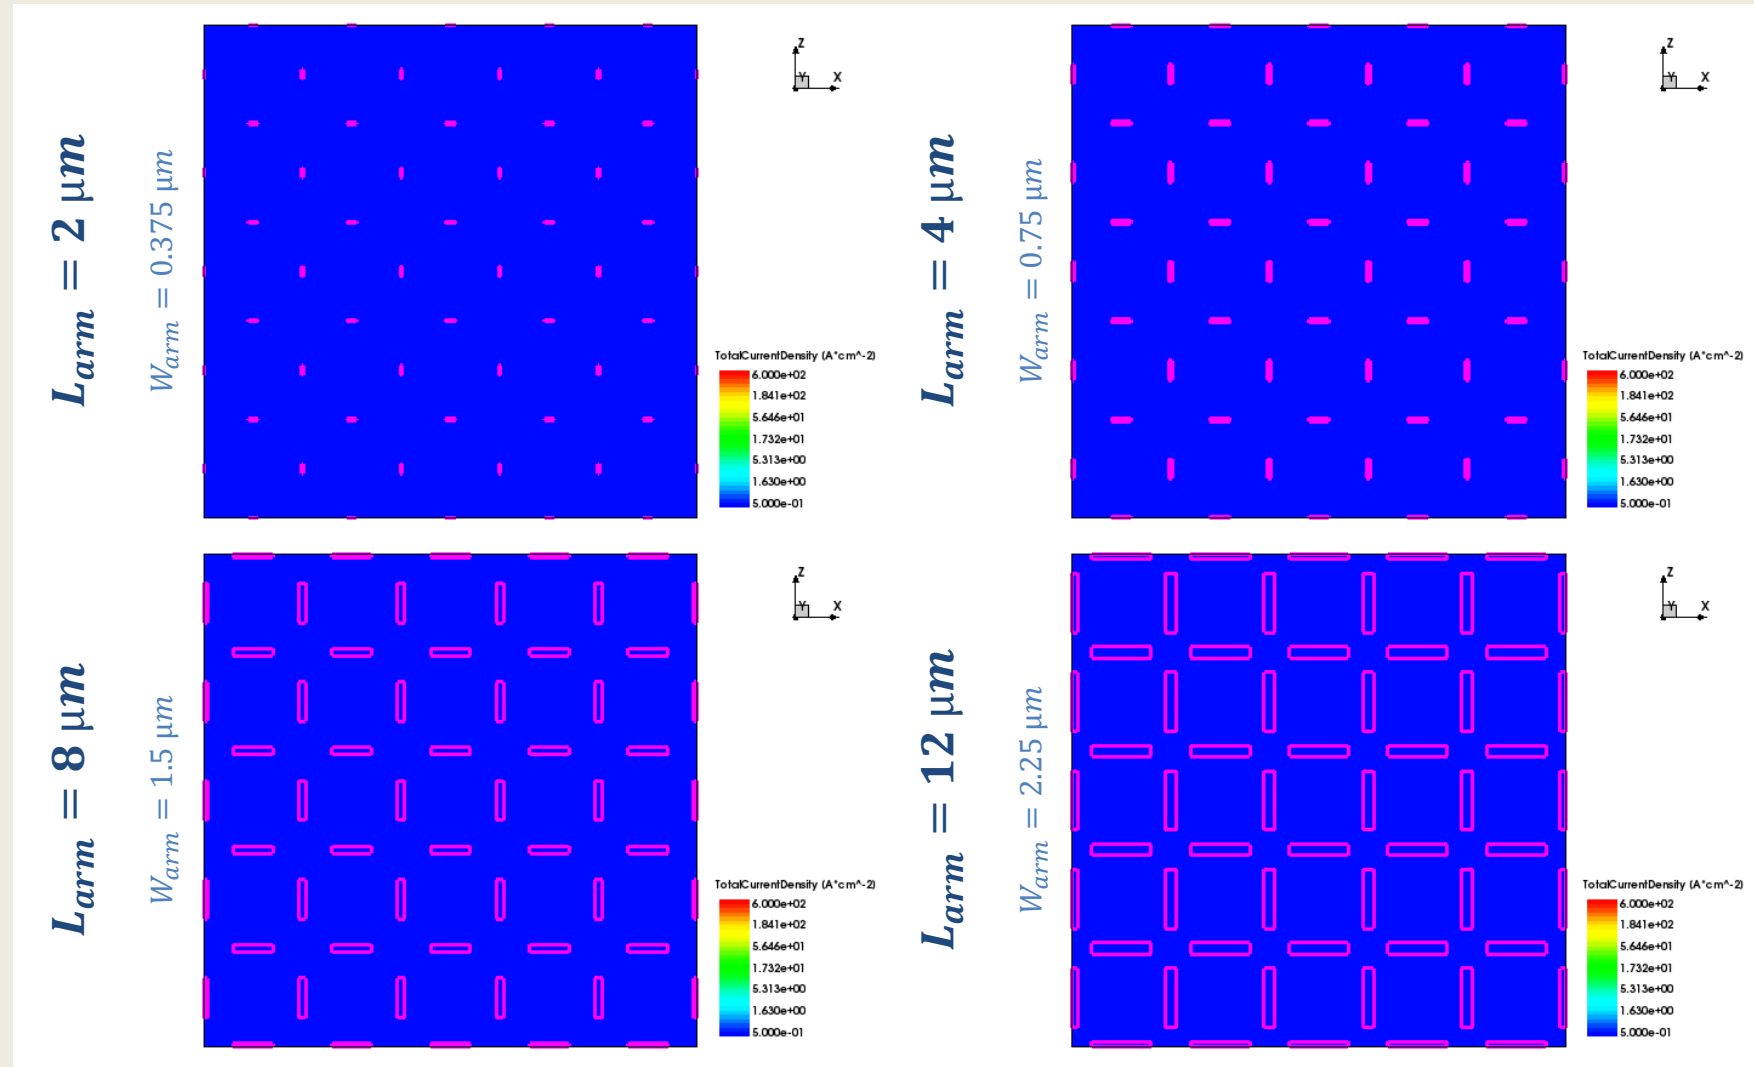 L_arm = 2 μm
W_arm = 0.375 μm
Z
Y X
TotalCurrentDensity (A*cm^-2)
6.000e+02
1.841e+02
5.646e+01
1.732e+01
5.313e+00
1.630e+00
5.000e-01
L_arm = 4 μm
W_arm = 0.75 μm
Z
Y X
TotalCurrentDensity (A*cm^-2)
6.000e+02
1.841e+02
5.646e+01
1.732e+01
5.313e+00
1.630e+00
5.000e-01
L_arm = 8 μm
W_arm = 1.5 μm
Z
Y X
TotalCurrentDensity (A*cm^-2)
6.000e+02
1.841e+02
5.646e+01
1.732e+01
5.313e+00
1.630e+00
5.000e-01
L_arm = 12 μm
W_arm = 2.25 μm
Z
Y X
TotalCurrentDensity (A*cm^-2)
6.000e+02
1.841e+02
5.646e+01
1.732e+01
5.313e+00
1.630e+00
5.000e-01